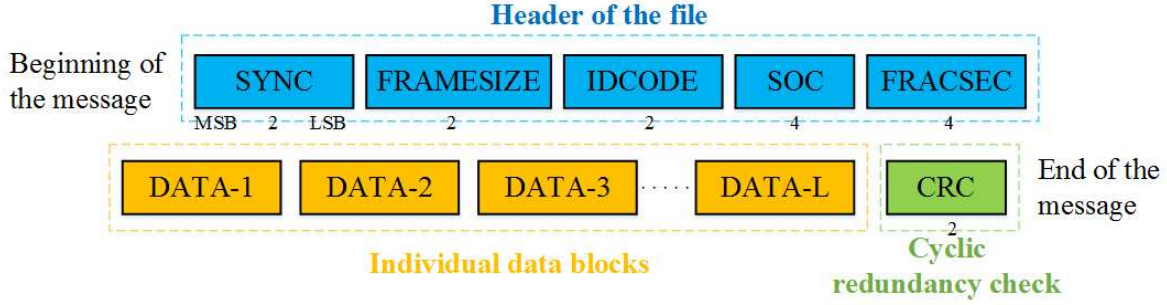 Header of the file
Beginning of
the message
SYNC FRAMESIZE IDCODE SOC FRACSEC
MSB 2 LSB 2 2 4 4
DATA-1 DATA-2 DATA-3 ..... DATA-L CRC
2
End of the
message
Individual data blocks
Cyclic
redundancy check